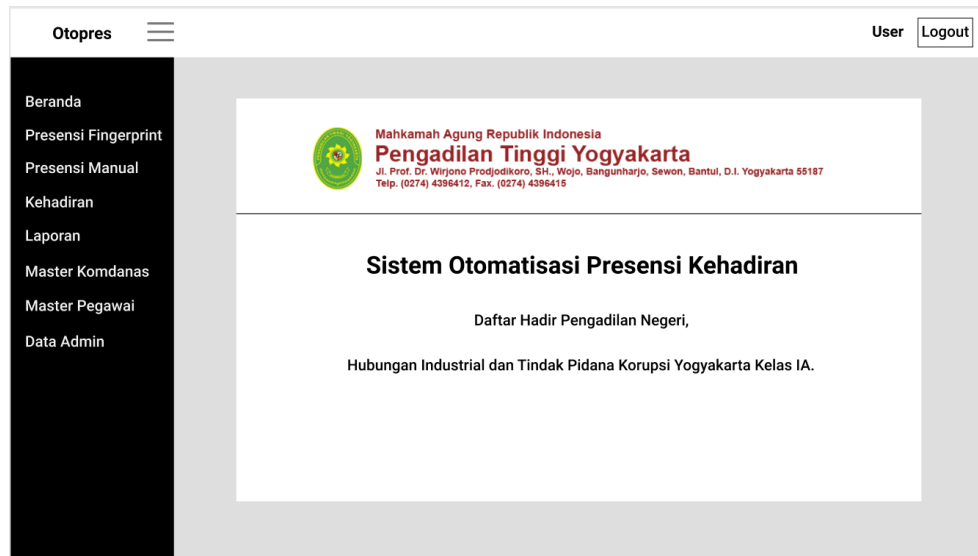 Otopres
User
Logout
Beranda
Presensi Fingerprint
Presensi Manual
Kehadiran
Laporan
Master Komdanas
Master Pegawai
Data Admin
Mahkamah Agung Republik Indonesia
Pengadilan Tinggi Yogyakarta
Jl. Prof. Dr. Wirjono Prodjodikoro, SH., Wojo, Bangunharjo, Sewon, Bantul, D.I. Yogyakarta 55187
Telp. (0274) 4396412, Fax. (0274) 4396415
Sistem Otomatisasi Presensi Kehadiran
Daftar Hadir Pengadilan Negeri,
Hubungan Industrial dan Tindak Pidana Korupsi Yogyakarta Kelas IA.